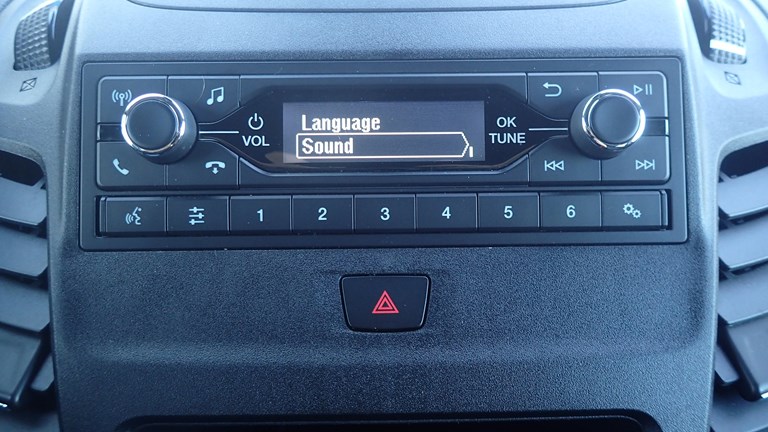 Language
Sound
VOL
OK
TUNE
1 2 3 4 5 6